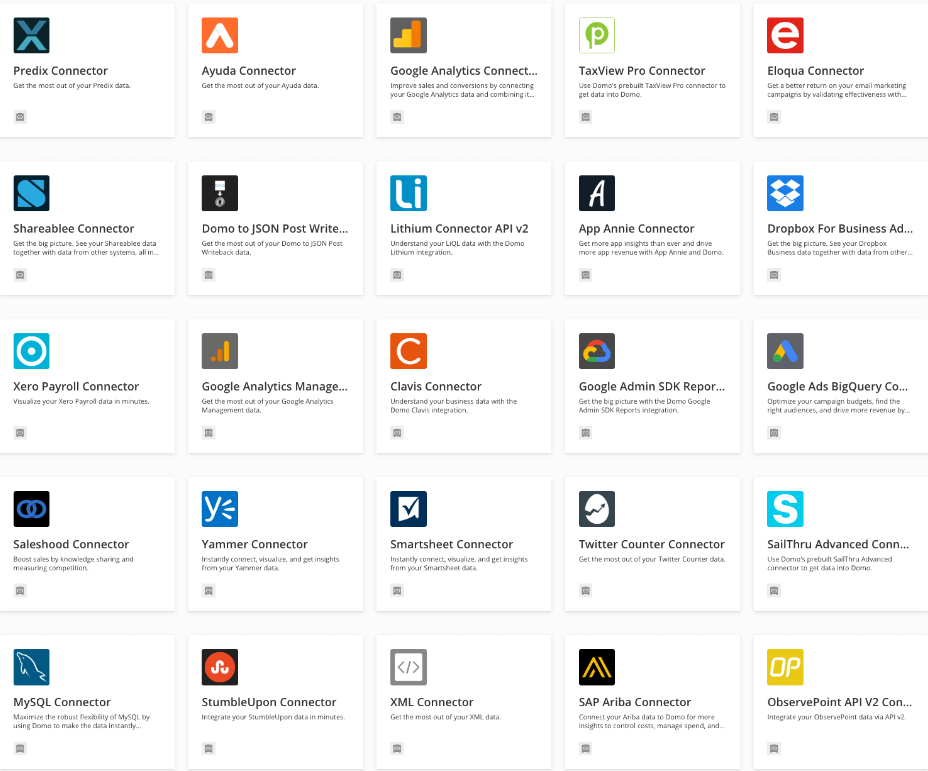 Predix Connector
Get the most out of your Predix data.
Ayuda Connector
Get the most out of your Ayuda data.
Google Analytics Connect...
Improve sales and conversions by connecting
your Google Analytics data and combining it...
p
TaxView Pro Connector
Use Domo's prebuilt TaxView Pro connector to
get data into Domo.
e
Eloqua Connector
Get a better return on your email marketing
campaigns by validating effectiveness with...
Shareablee Connector
Get the big picture. See your Shareablee data
together with data from other systems, all in...
Domo to JSON Post Write...
Get the most out of your Domo to JSON Post
Writeback data.
Li
Lithium Connector API v2
Understand your LiQL data with the Domo
Lithium integration.
A
App Annie Connector
Get more app insights than ever and drive
more app revenue with App Annie and Domo.
Dropbox For Business Ad...
Get the big picture. See your Dropbox
Business data together with data from other...
Xero Payroll Connector
Visualize your Xero Payroll data in minutes.
Google Analytics Manage...
Get the most out of your Google Analytics
Management data.
C
Clavis Connector
Understand your business data with the
Domo Clavis integration.
Google Admin SDK Repor...
Get the big picture with the Domo Google
Admin SDK Reports integration.
Google Ads BigQuery Co...
Optimize your campaign budgets, find the
right audiences, and drive more revenue by...
Saleshood Connector
Boost sales by knowledge sharing and
measuring competition.
y
Yammer Connector
Instantly connect, visualize, and get insights
from your Yammer data.
Smartsheet Connector
Instantly connect, visualize, and get insights
from your Smartsheet data.
Twitter Counter Connector
Get the most out of your Twitter Counter data.
S
SailThru Advanced Conn...
Use Domo's prebuilt SailThru Advanced
connector to get data into Domo.
MySQL Connector
Maximize the robust flexibility of MySQL by
using Domo to make the data instantly...
StumbleUpon Connector
Integrate your StumbleUpon data in minutes.
</>
XML Connector
Get the most out of your XML data.
SAP Ariba Connector
Connect your Ariba data to Domo for more
insights to control costs, manage spend, and...
OP
ObservePoint API V2 Con...
Integrate your ObservePoint data via API v2.